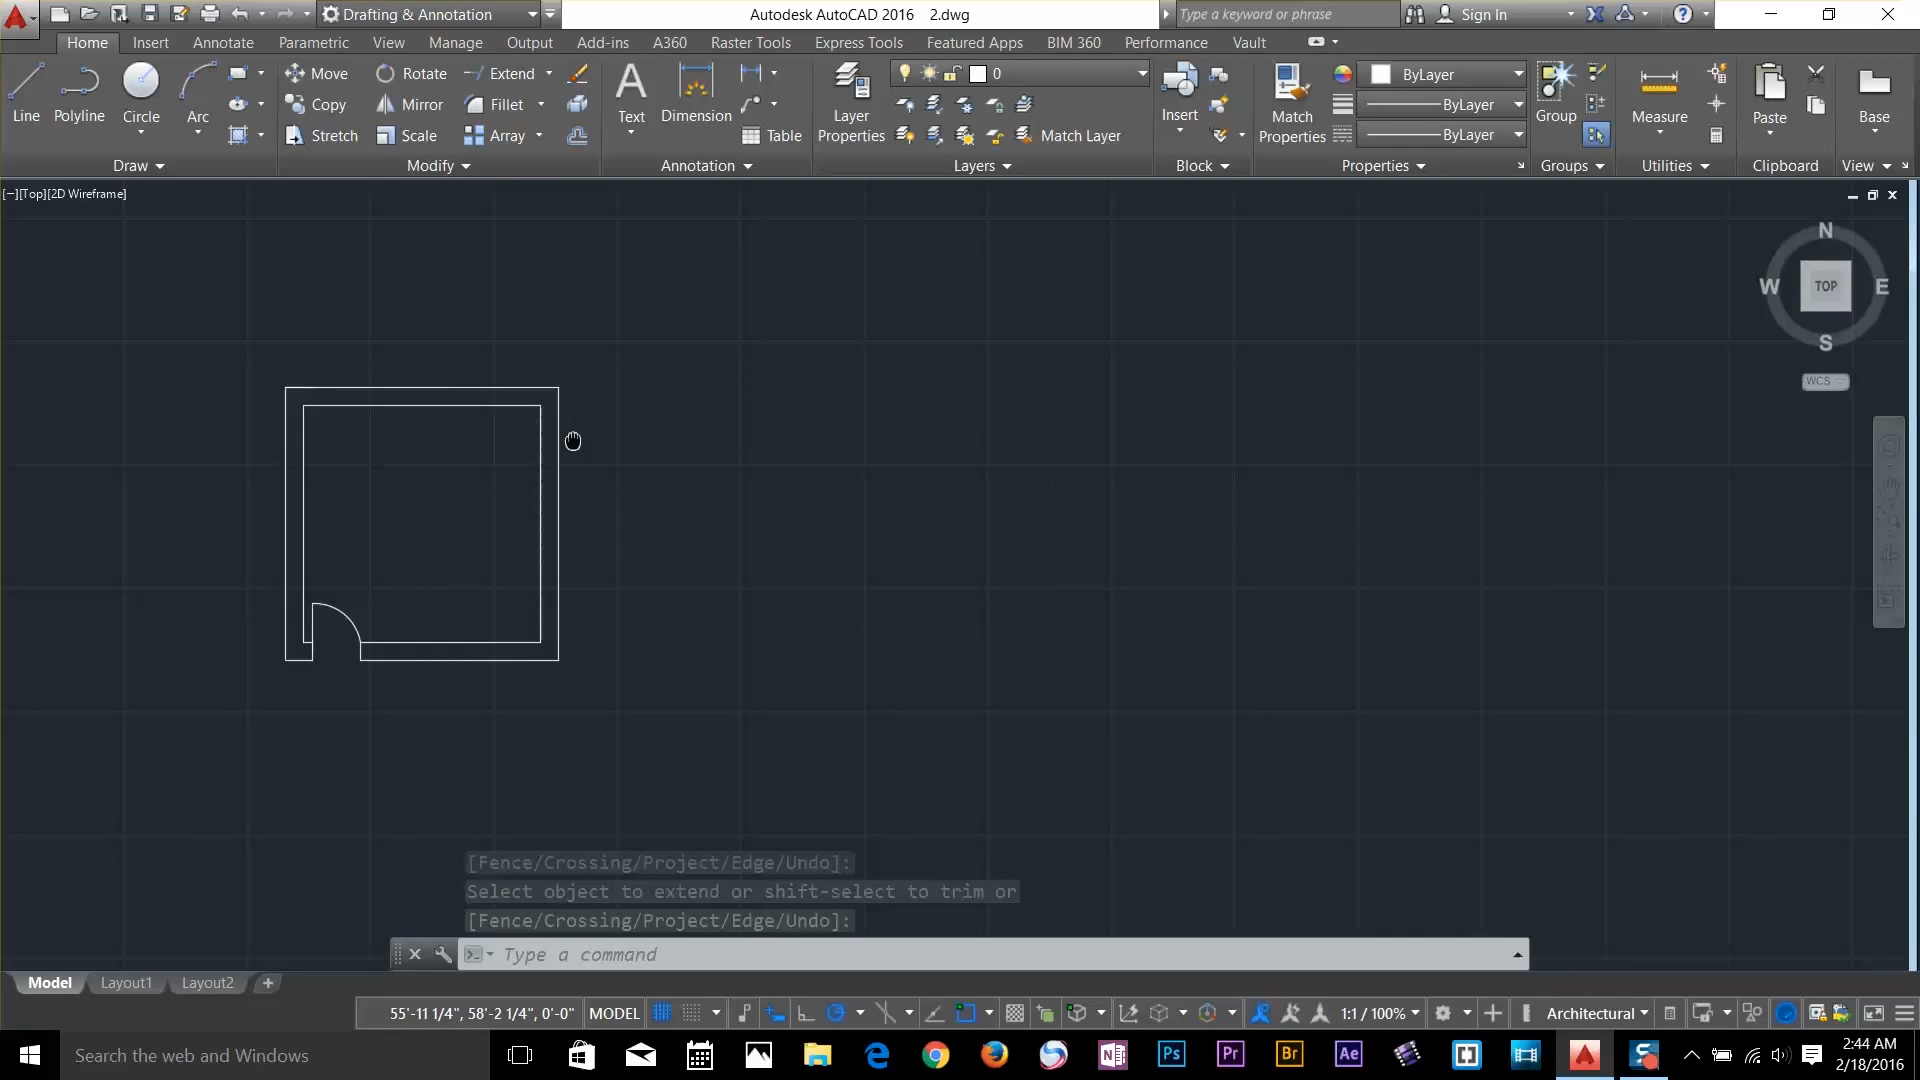 Drafting & Annotation
Autodesk AutoCAD 2016 2.dwg
Type a keyword or phrase
Sign In
Home Insert Annotate Parametric View Manage Output Add-ins A360 Raster Tools Express Tools Featured Apps BIM 360 Performance Vault
Line Polyline Circle Arc
Move Rotate Extend
Copy Mirror Fillet
Stretch Scale Array
Text Dimension Table
Layer Properties
0
Match Layer
Insert
Match Properties
ByLayer
ByLayer
ByLayer
Group
Measure
Paste
Base
Draw Modify Annotation Layers Block Properties Groups Utilities Clipboard View
[−][Top][2D Wireframe]
N
W TOP E
S
WCS
[Fence/Crossing/Project/Edge/Undo]:
Select object to extend or shift-select to trim or
[Fence/Crossing/Project/Edge/Undo]:
Type a command
Model Layout1 Layout2 +
55'-11 1/4", 58'-2 1/4", 0'-0" MODEL 1:1 / 100% Architectural
Search the web and Windows
Ps Pr Br Ae
2:44 AM
2/18/2016